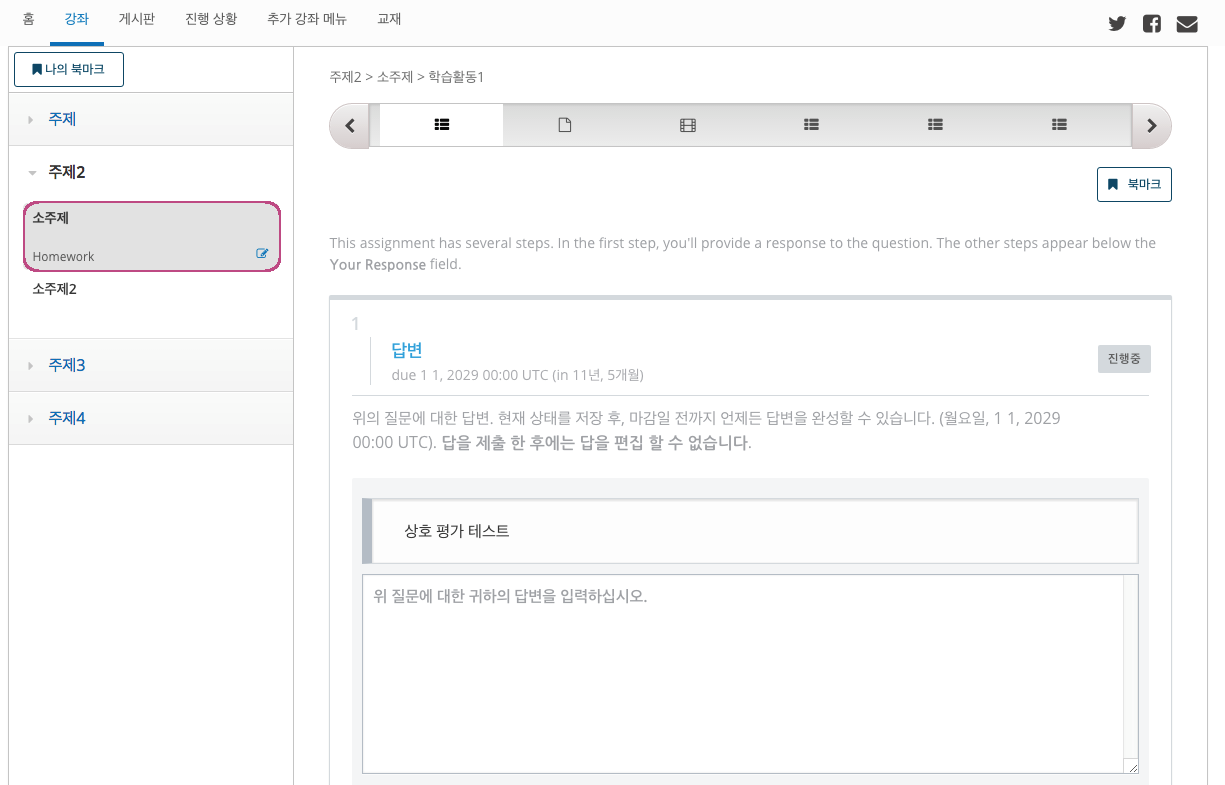 홈 강좌 게시판 진행 상황 추가 강좌 메뉴 교재
나의 북마크
주제
주제2
소주제
Homework
소주제2
주제3
주제4
주제2 > 소주제 > 학습활동1
북마크
This assignment has several steps. In the first step, you'll provide a response to the question. The other steps appear below the
Your Response field.
1
답변
due 1 1, 2029 00:00 UTC (in 11년, 5개월)
진행중
위의 질문에 대한 답변. 현재 상태를 저장 후, 마감일 전까지 언제든 답변을 완성할 수 있습니다. (월요일, 1 1, 2029
00:00 UTC). 답을 제출 한 후에는 답을 편집 할 수 없습니다.
상호 평가 테스트
위 질문에 대한 귀하의 답변을 입력하십시오.